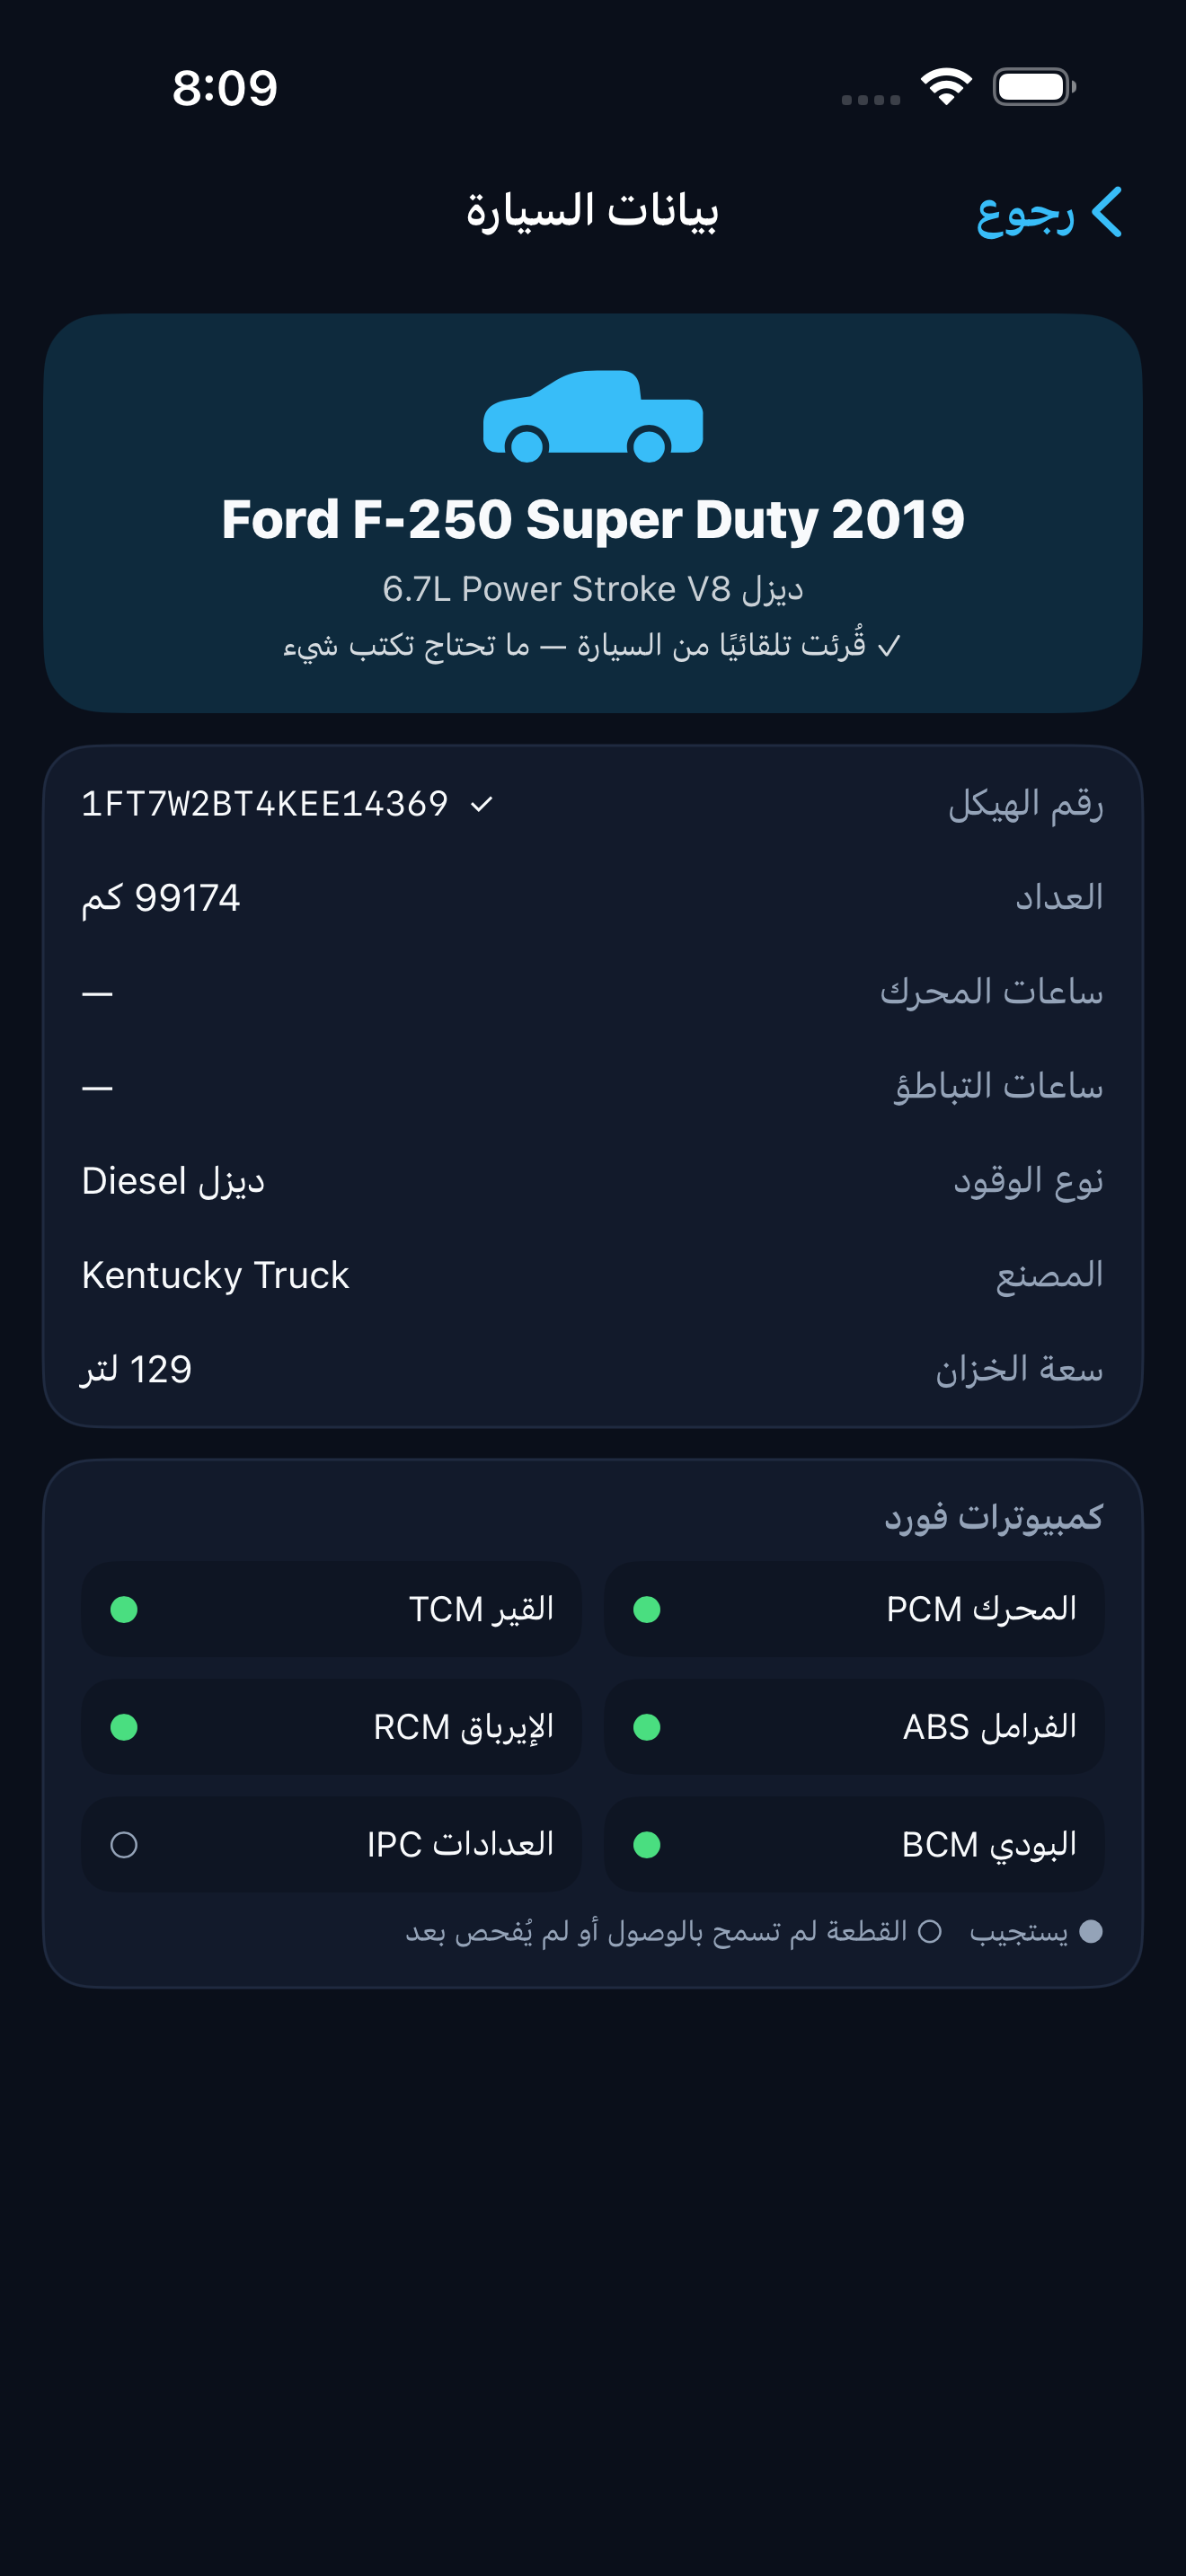 8:09
رجوع
بيانات السيارة
Ford F-250 Super Duty 2019
6.7L Power Stroke V8 ديزل
✓ قُرئت تلقائيًا من السيارة — ما تحتاج تكتب شيء
رقم الهيكل 1FT7W2BT4KEE14369 ✓
العداد 99174 كم
ساعات المحرك —
ساعات التباطؤ —
نوع الوقود Diesel ديزل
المصنع Kentucky Truck
سعة الخزان 129 لتر
كمبيوترات فورد
المحرك PCM
القير TCM
الفرامل ABS
الإيرباق RCM
البودي BCM
العدادات IPC
● يستجيب ○ القطعة لم تسمح بالوصول أو لم يُفحص بعد